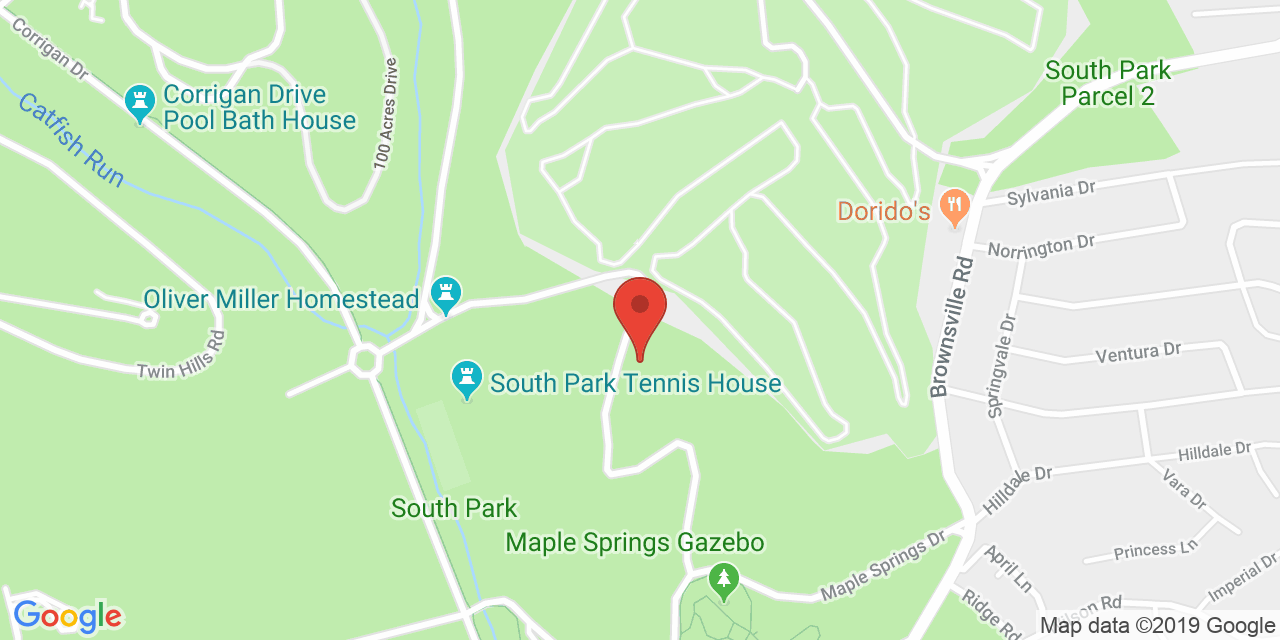 Corrigan Dr
Catfish Run
Corrigan Drive
Pool Bath House
100 Acres Drive
South Park
Parcel 2
Dorido's
Sylvania Dr
Norrington Dr
Brownsville Rd
Springvale Dr
Ventura Dr
Oliver Miller Homestead
Twin Hills Rd
South Park Tennis House
South Park
Maple Springs Gazebo
Maple Springs Dr
Hilldale Dr
Hilldale Dr
Vara Dr
Princess Ln
April Ln
Imperial Dr
Ridge Rd
Rd
Google
Map data ©2019 Google